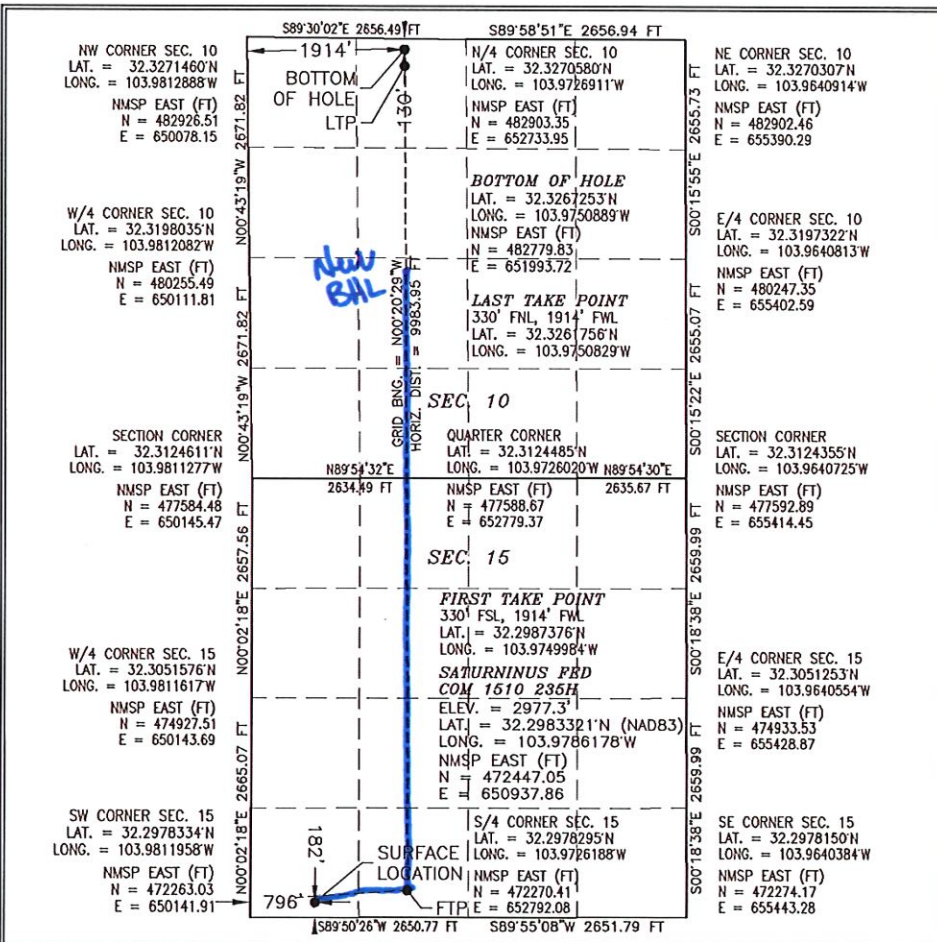 S89°30'02"E 2656.49 FT
S89°58'51"E 2656.94 FT
NW CORNER SEC. 10
LAT. = 32.3271460'N
LONG. = 103.9812888'W
NMSP EAST (FT)
N = 482926.51
E = 650078.15
1914'
BOTTOM
OF HOLE
LTP
130'
N/4 CORNER SEC. 10
LAT. = 32.3270580'N
LONG. = 103.9726911'W
NMSP EAST (FT)
N = 482903.35
E = 652733.95
NE CORNER SEC. 10
LAT. = 32.3270307'N
LONG. = 103.9640914'W
NMSP EAST (FT)
N = 482902.46
E = 655390.29
N00°43'19"W 2671.82 FT
S00°15'55"E 2655.73 FT
BOTTOM OF HOLE
LAT. = 32.3267253'N
LONG. = 103.9750889'W
NMSP EAST (FT)
N = 482779.83
E = 651993.72
W/4 CORNER SEC. 10
LAT. = 32.3198035'N
LONG. = 103.9812082'W
NMSP EAST (FT)
N = 480255.49
E = 650111.81
New
BHL
GRID BNG. = N00°20'29"W
HORIZ. DIST. = 9983.95 FT
LAST TAKE POINT
330' FNL, 1914' FWL
LAT. = 32.3261756'N
LONG. = 103.9750829'W
E/4 CORNER SEC. 10
LAT. = 32.3197322'N
LONG. = 103.9640813'W
NMSP EAST (FT)
N = 480247.35
E = 655402.59
N00°43'19"W 2671.82 FT
S00°15'22"E 2655.07 FT
SEC. 10
SECTION CORNER
LAT. = 32.3124611'N
LONG. = 103.9811277'W
NMSP EAST (FT)
N = 477584.48
E = 650145.47
QUARTER CORNER
LAT. = 32.3124485'N
LONG. = 103.9726020'W
N89°54'32"E
2634.49 FT
N89°54'30"E
2635.67 FT
NMSP EAST (FT)
N = 477588.67
E = 652779.37
SECTION CORNER
LAT. = 32.3124355'N
LONG. = 103.9640725'W
NMSP EAST (FT)
N = 477592.89
E = 655414.45
N00°02'18"E 2657.56 FT
S00°18'38"E 2659.99 FT
SEC. 15
FIRST TAKE POINT
330' FSL, 1914' FWL
LAT. = 32.2987376'N
LONG. = 103.9749984'W
W/4 CORNER SEC. 15
LAT. = 32.3051576'N
LONG. = 103.9811617'W
NMSP EAST (FT)
N = 474927.51
E = 650143.69
SATURNINUS FED
COM 1510 235H
ELEV. = 2977.3'
LAT. = 32.2983321'N (NAD83)
LONG. = 103.9786178'W
NMSP EAST (FT)
N = 472447.05
E = 650937.86
E/4 CORNER SEC. 15
LAT. = 32.3051253'N
LONG. = 103.9640554'W
NMSP EAST (FT)
N = 474933.53
E = 655428.87
N00°02'18"E 2665.07 FT
S00°18'38"E 2659.99 FT
SW CORNER SEC. 15
LAT. = 32.2978334'N
LONG. = 103.9811958'W
NMSP EAST (FT)
N = 472263.03
E = 650141.91
182'
796'
SURFACE
LOCATION
FTP
S/4 CORNER SEC. 15
LAT. = 32.2978295'N
LONG. = 103.9726188'W
NMSP EAST (FT)
N = 472270.41
E = 652792.08
SE CORNER SEC. 15
LAT. = 32.2978150'N
LONG. = 103.9640384'W
NMSP EAST (FT)
N = 472274.17
E = 655443.28
S89°50'26"W 2650.77 FT
S89°55'08"W 2651.79 FT